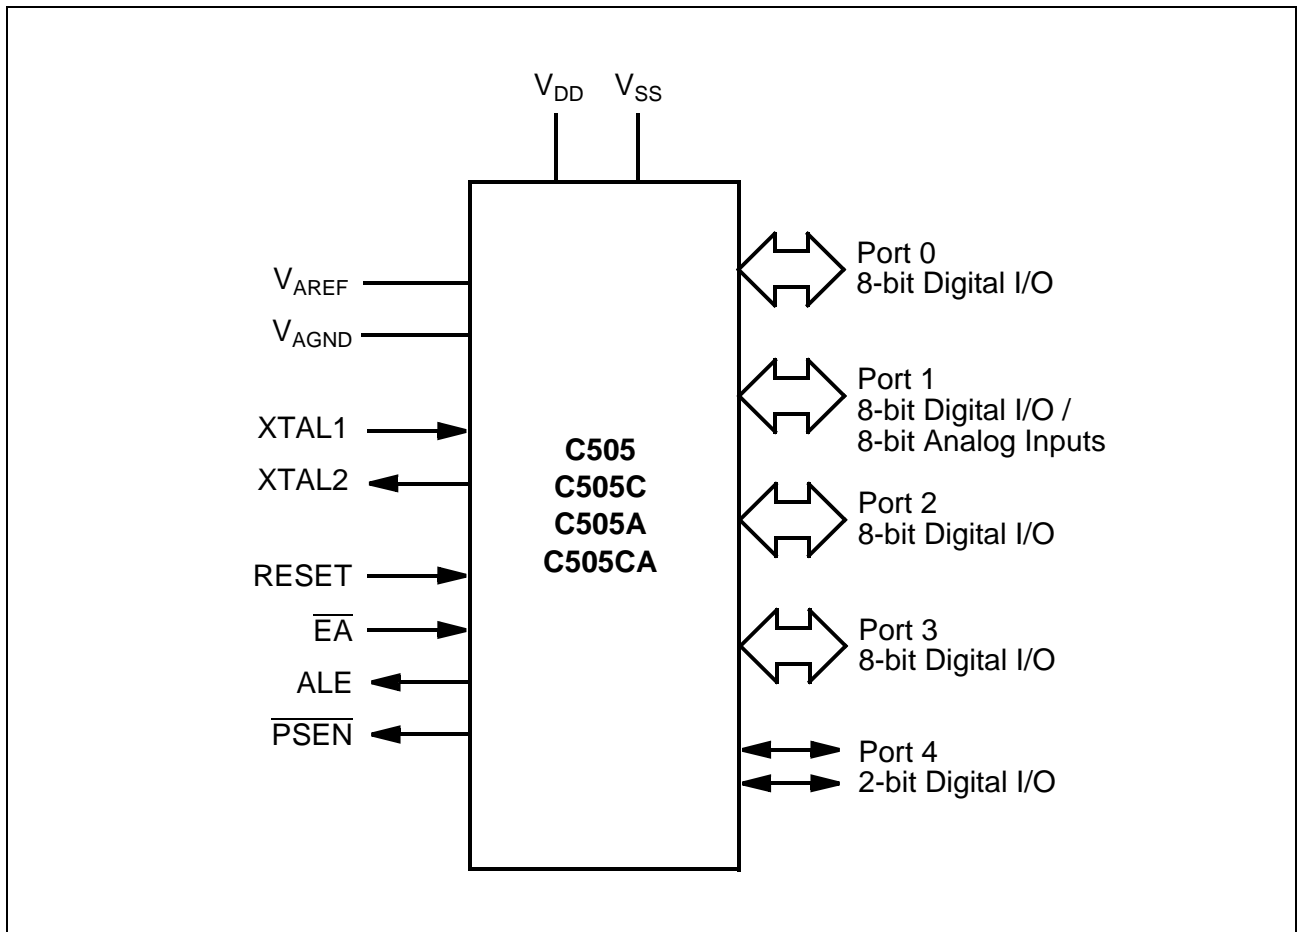 VDD VSS
VAREF
VAGND
XTAL1
XTAL2
RESET
E̅A̅
ALE
P̅S̅E̅N̅
C505
C505C
C505A
C505CA
Port 0
8-bit Digital I/O
Port 1
8-bit Digital I/O /
8-bit Analog Inputs
Port 2
8-bit Digital I/O
Port 3
8-bit Digital I/O
Port 4
2-bit Digital I/O